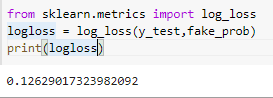 from sklearn.metrics import log_loss
logloss = log_loss(y_test,fake_prob)
print(logloss)
0.12629017323982092